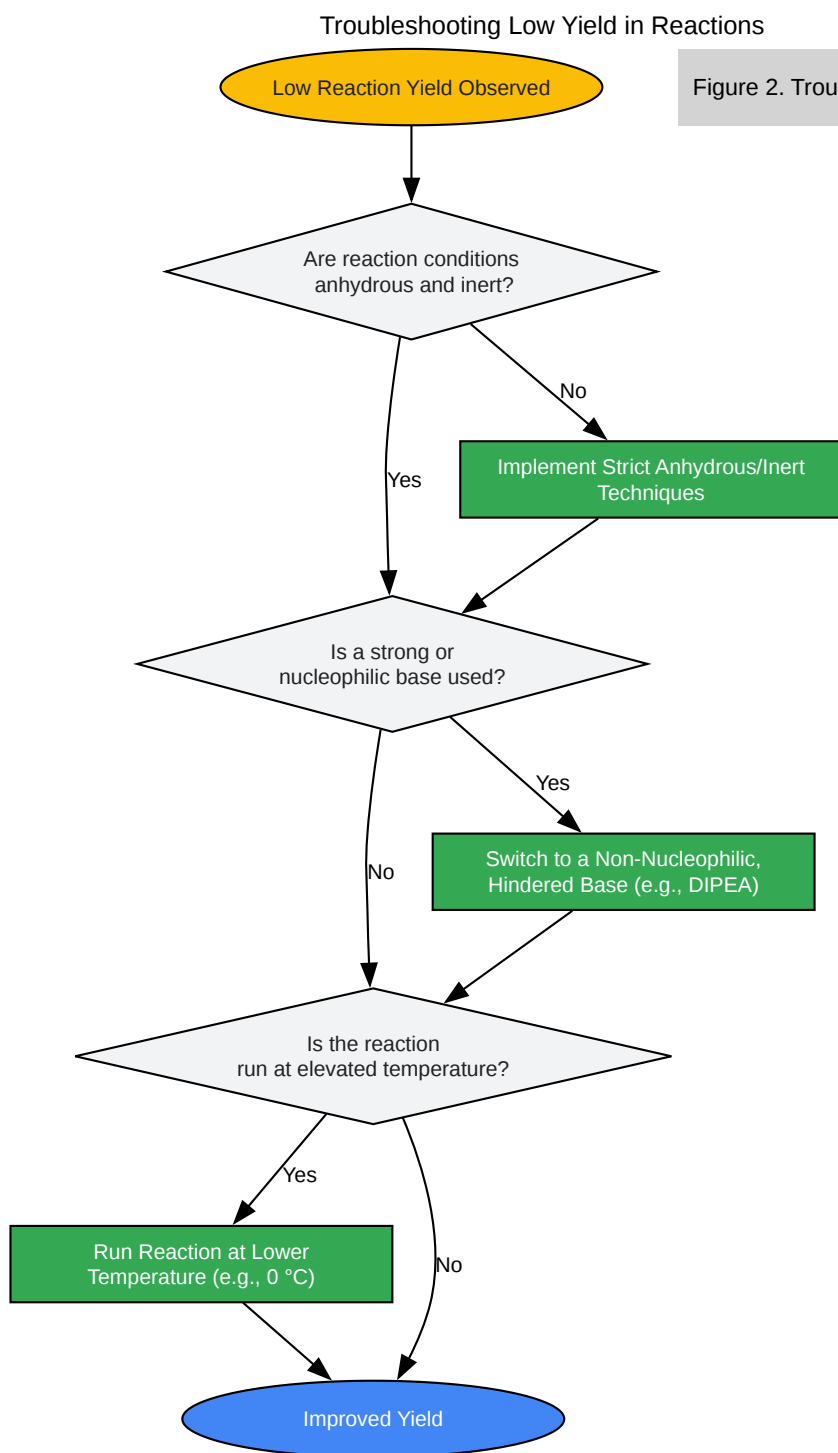 Troubleshooting Low Yield in Reactions
Low Reaction Yield Observed
Figure 2. Trou
Are reaction conditions
anhydrous and inert?
No
Implement Strict Anhydrous/Inert
Techniques
Yes
Is a strong or
nucleophilic base used?
Yes
Switch to a Non-Nucleophilic,
Hindered Base (e.g., DIPEA)
No
Is the reaction
run at elevated temperature?
Yes
Run Reaction at Lower
Temperature (e.g., 0 °C)
No
Improved Yield